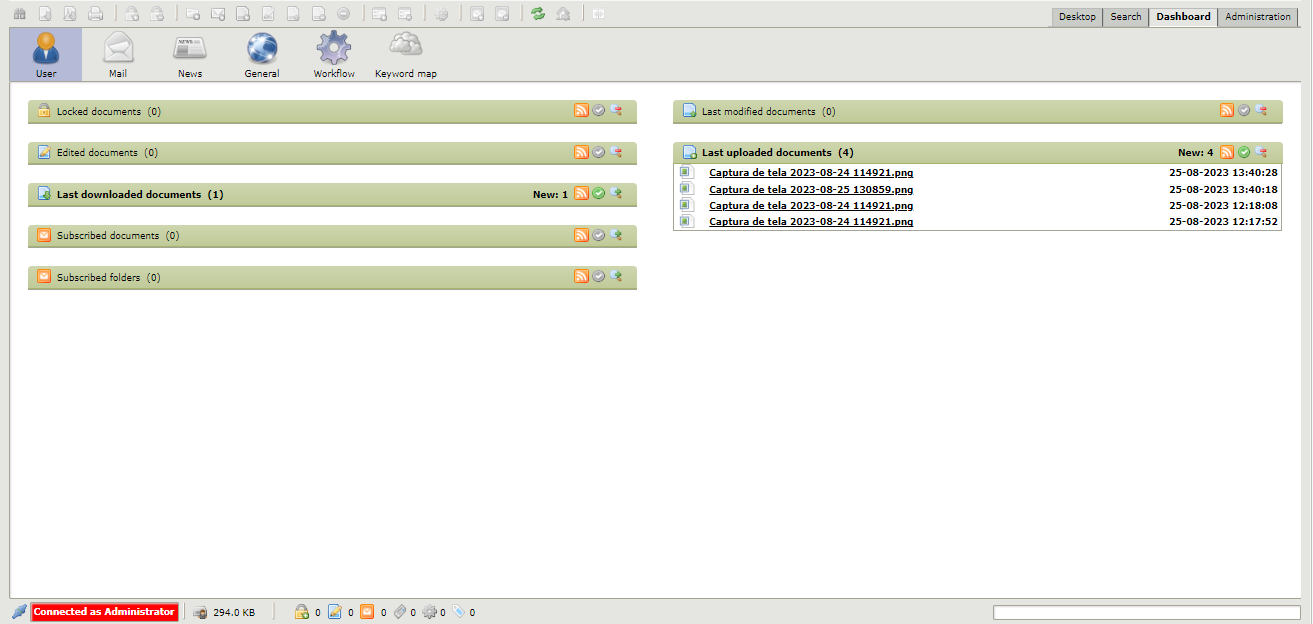 Desktop Search Dashboard Administration
NEWS
User Mail News General Workflow Keyword map
Locked documents (0)
Edited documents (0)
Last downloaded documents (1) New: 1
Subscribed documents (0)
Subscribed folders (0)
Last modified documents (0)
Last uploaded documents (4) New: 4
Captura de tela 2023-08-24 114921.png 25-08-2023 13:40:28
Captura de tela 2023-08-25 130859.png 25-08-2023 13:40:18
Captura de tela 2023-08-24 114921.png 25-08-2023 12:18:08
Captura de tela 2023-08-24 114921.png 25-08-2023 12:17:52
Connected as Administrator 294.0 KB 0 0 0 0 0 0